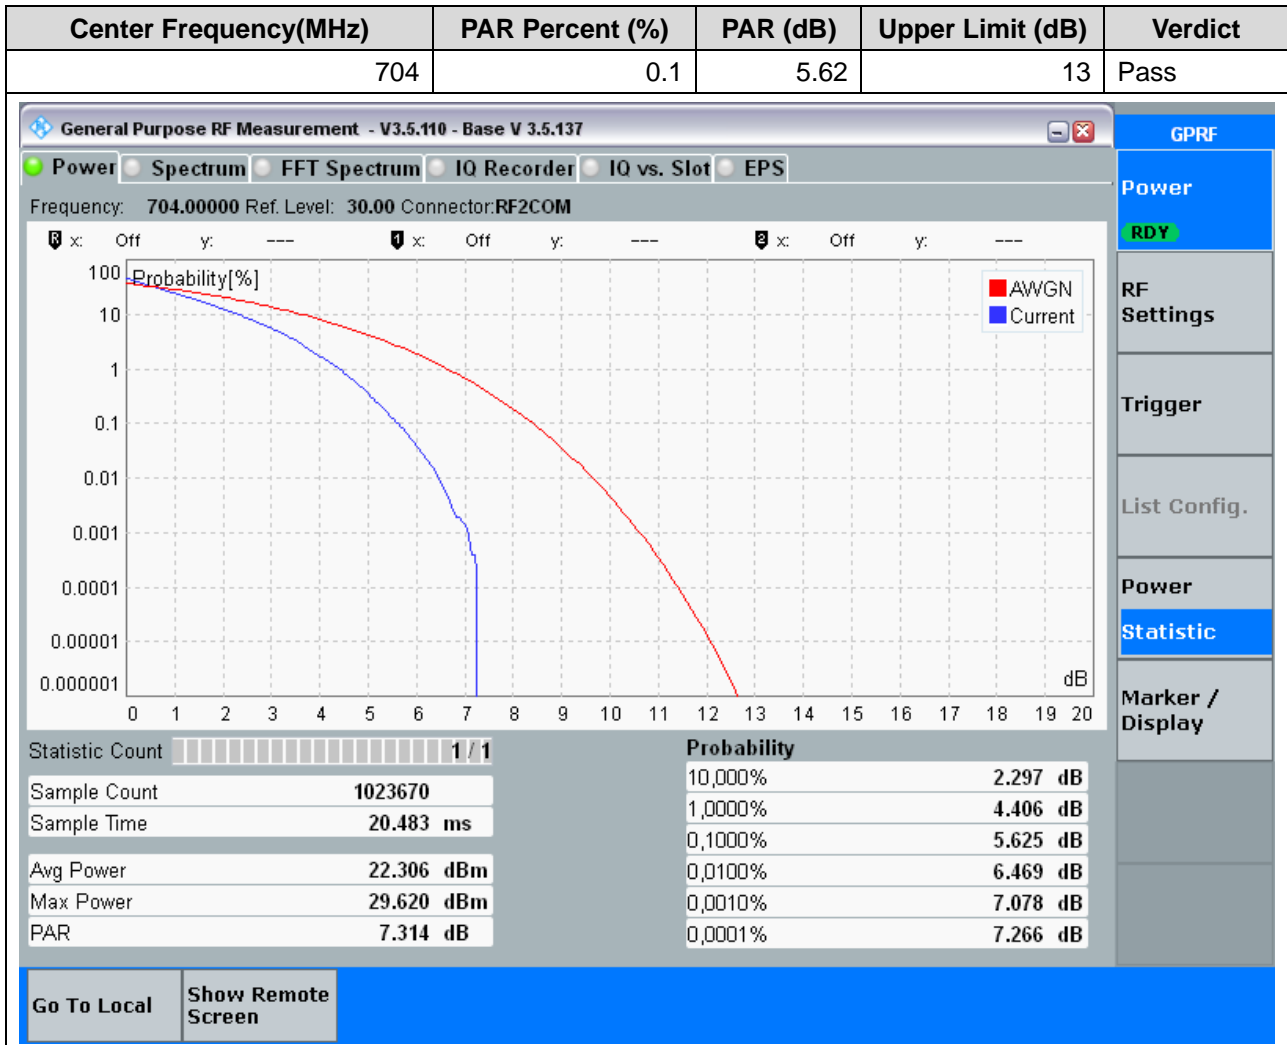 Center Frequency(MHz) PAR Percent (%) PAR (dB) Upper Limit (dB) Verdict
704 0.1 5.62 13 Pass
General Purpose RF Measurement - V3.5.110 - Base V 3.5.137
GPRF
Power Spectrum FFT Spectrum IQ Recorder IQ vs. Slot EPS
Power
RDY
Frequency: 704.00000 Ref. Level: 30.00 Connector:RF2COM
R x: Off y: --- 1 x: Off y: --- 2 x: Off y: ---
Probability[%]
100
10
1
0.1
0.01
0.001
0.0001
0.00001
0.000001
AWGN
Current
dB
0 1 2 3 4 5 6 7 8 9 10 11 12 13 14 15 16 17 18 19 20
RF
Settings
Trigger
List Config.
Power
Statistic
Marker /
Display
Statistic Count 1 / 1
Sample Count 1023670
Sample Time 20.483 ms
Avg Power 22.306 dBm
Max Power 29.620 dBm
PAR 7.314 dB
Probability
10,000% 2.297 dB
1,0000% 4.406 dB
0,1000% 5.625 dB
0,0100% 6.469 dB
0,0010% 7.078 dB
0,0001% 7.266 dB
Go To Local
Show Remote
Screen